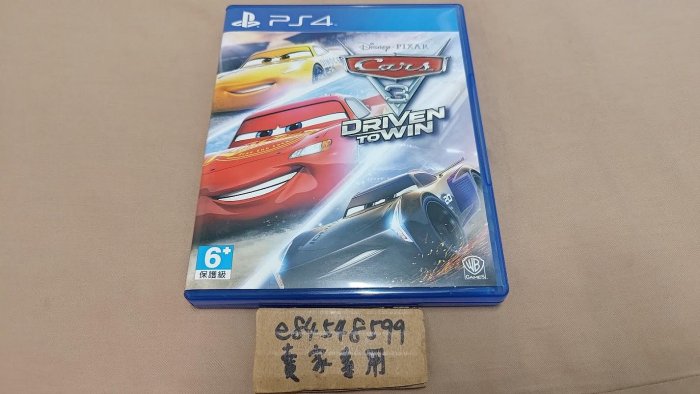 PS4
Disney · PIXAR
Cars
3
DRIVEN
TO WIN
6+
保護級
WB
GAMES
e84548599
賣家專用